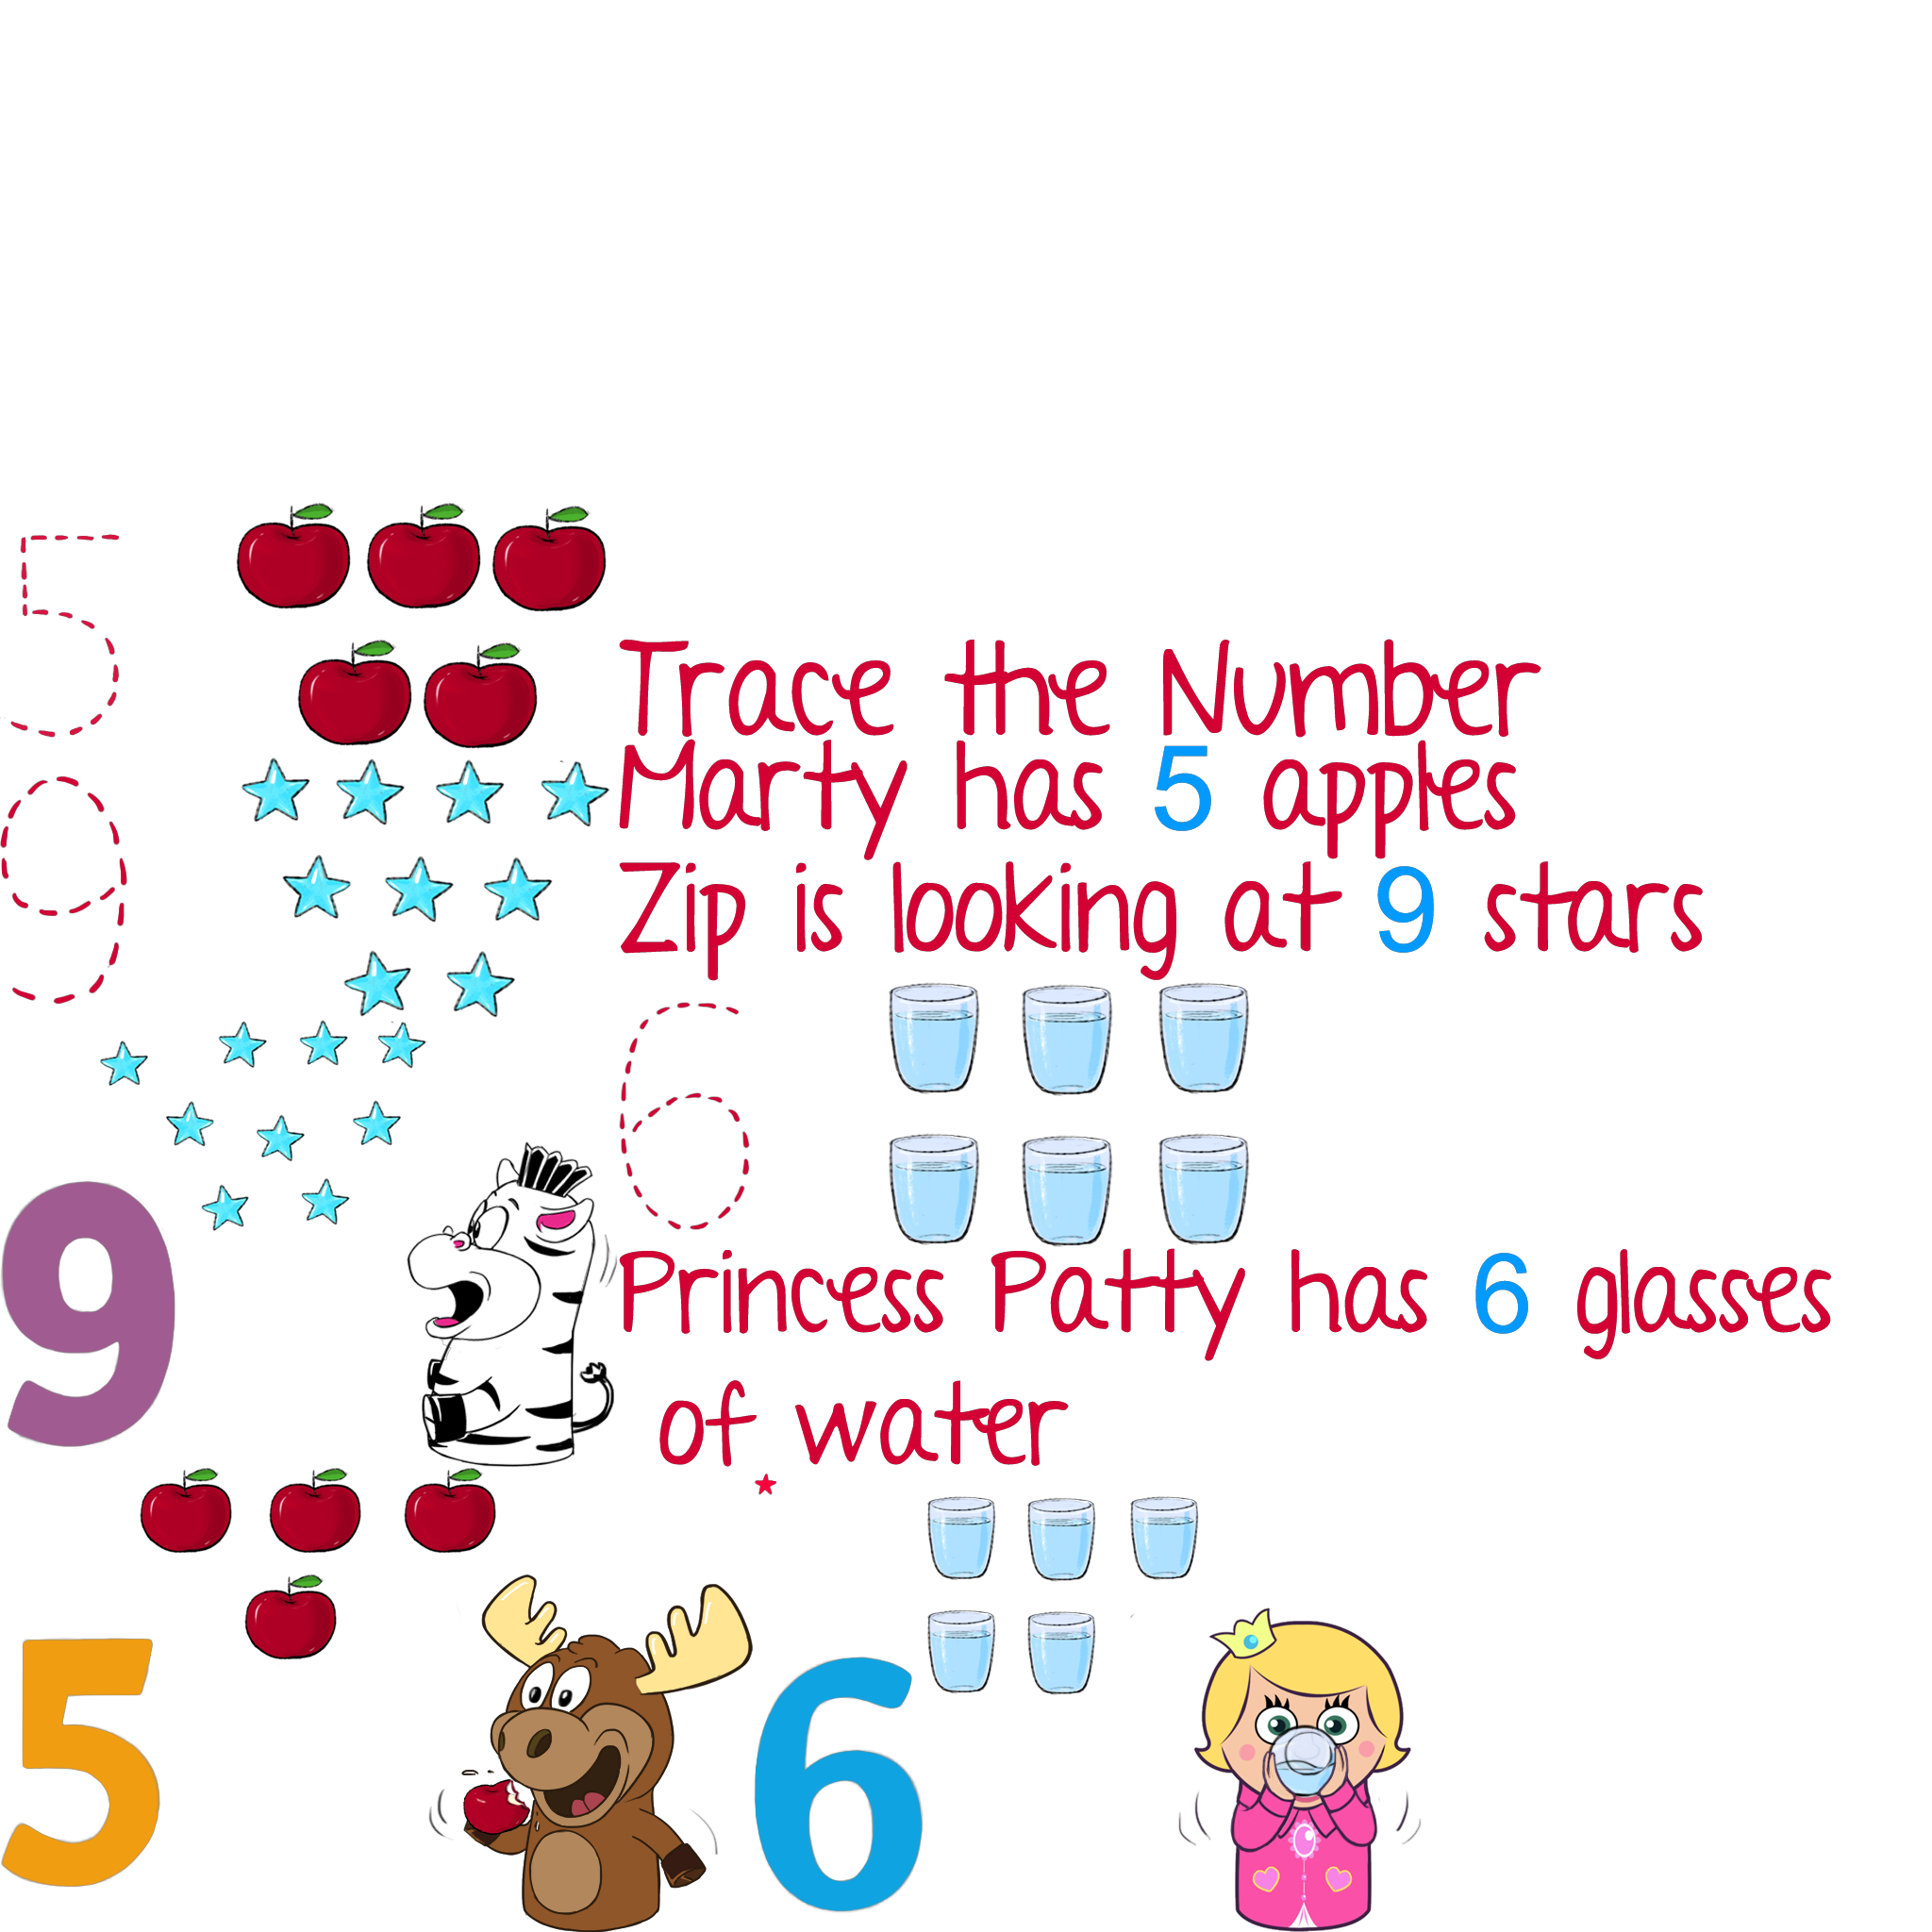 5
Trace the Number
Marty has 5 apples
9
Zip is looking at 9 stars
6
9
Princess Patty has 6 glasses
of water
5
6